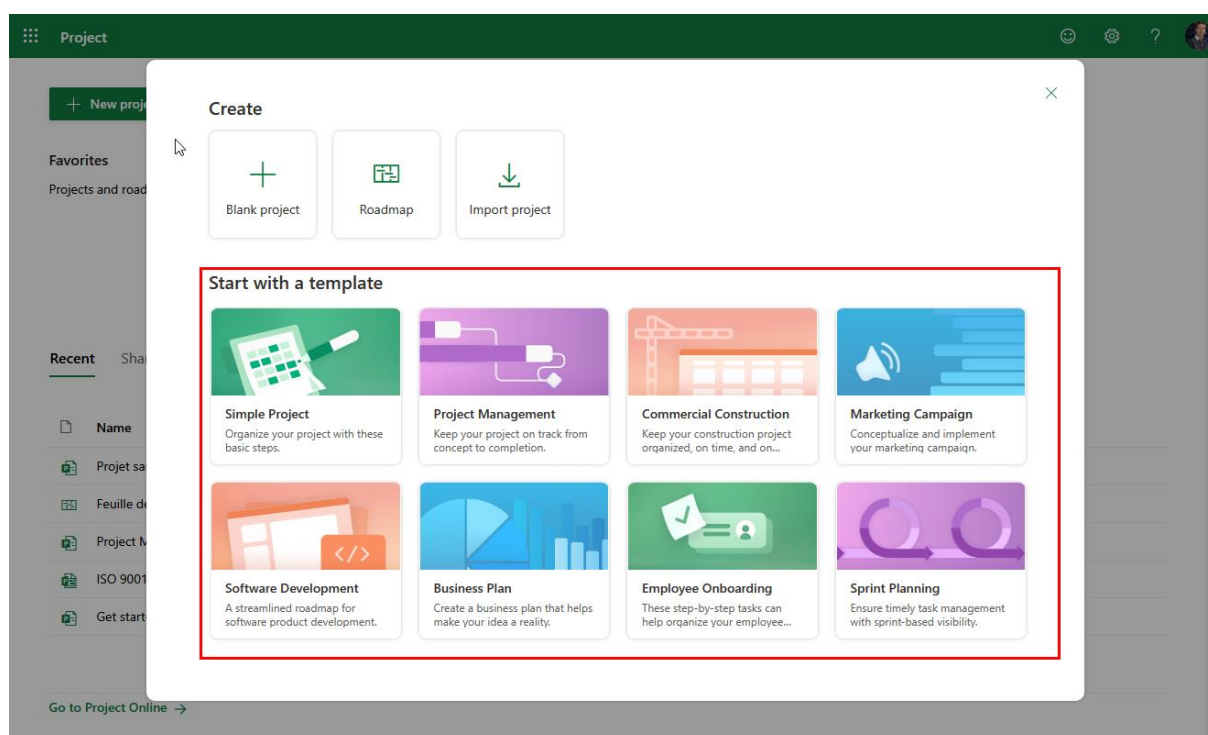 Project
New proje
Create
Favorites
Projects and road
Blank project
Roadmap
Import project
Start with a template
Recent Sha
Simple Project
Organize your project with these
basic steps.
Project Management
Keep your project on track from
concept to completion.
Commercial Construction
Keep your construction project
organized, on time, and on...
Marketing Campaign
Conceptualize and implement
your marketing campaign.
Name
Projet sa
Feuille de
Project M
ISO 9001
Get start
Software Development
A streamlined roadmap for
software product development.
Business Plan
Create a business plan that helps
make your idea a reality.
Employee Onboarding
These step-by-step tasks can
help organize your employee...
Sprint Planning
Ensure timely task management
with sprint-based visibility.
Go to Project Online